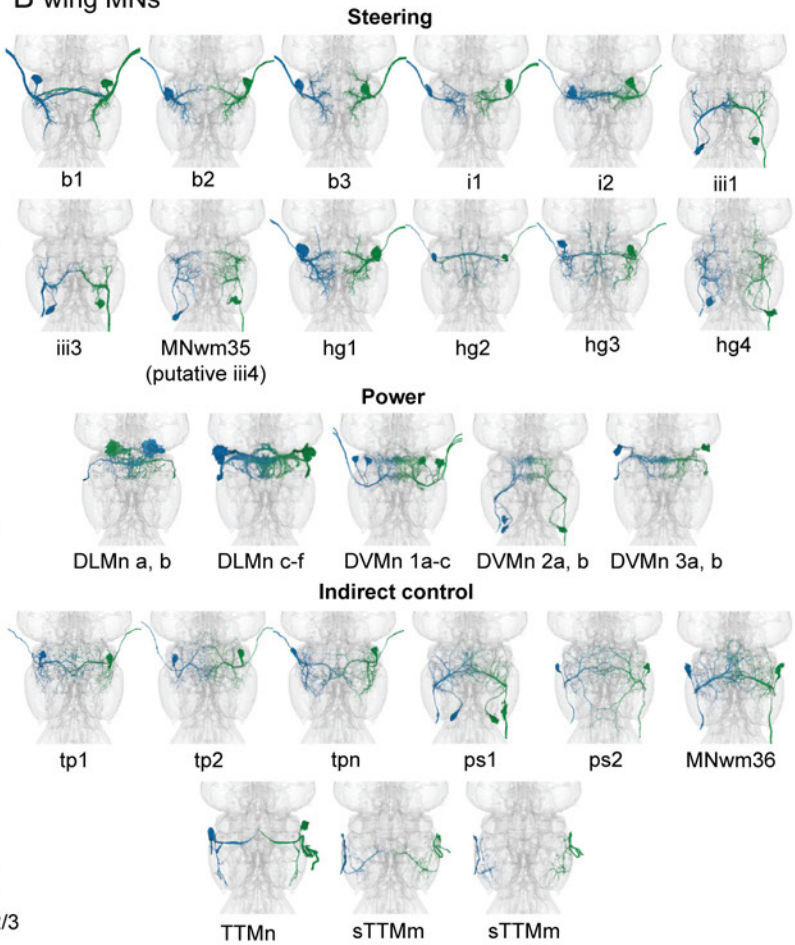 B wing MNs
Steering
b1 b2 b3 i1 i2 iii1
iii3 MNwm35 hg1 hg2 hg3 hg4
(putative iii4)
Power
DLMn a, b DLMn c-f DVMn 1a-c DVMn 2a, b DVMn 3a, b
Indirect control
tp1 tp2 tpn ps1 ps2 MNwm36
TTMn sTTMm sTTMm
/3